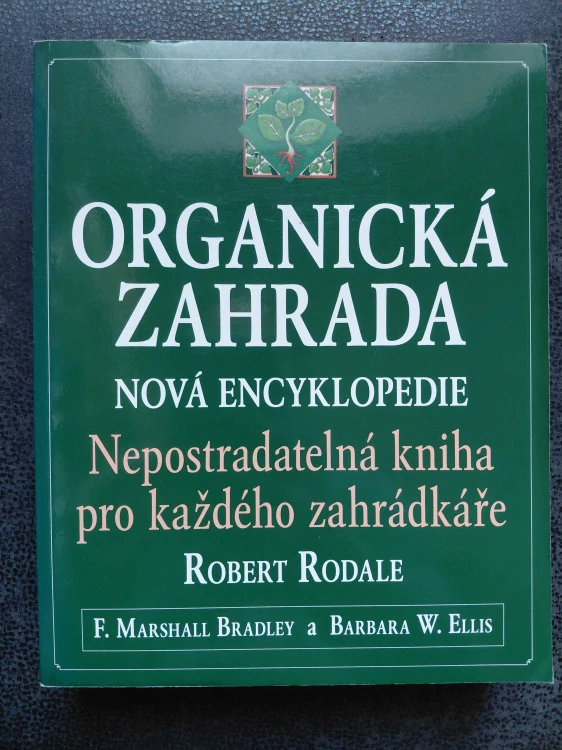 ORGANICKÁ
ZAHRADA
NOVÁ ENCYKLOPEDIE
Nepostradatelná kniha
pro každého zahrádkáře
ROBERT RODALE
F. MARSHALL BRADLEY a BARBARA W. ELLIS